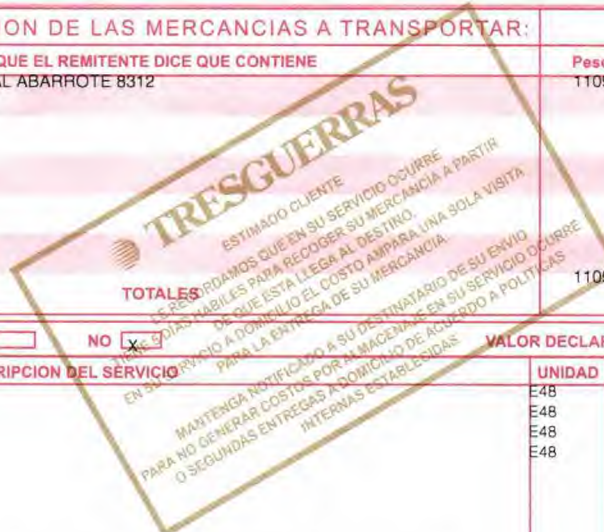 ON DE LAS MERCANCIAS A TRANSPORTAR:
QUE EL REMITENTE DICE QUE CONTIENE
Peso
AL ABARROTE 8312
1109
TRESGUERRAS
ESTIMADO CLIENTE
LE RECORDAMOS QUE EN SU SERVICIO OCURRE
TIENE DIAS HABILES PARA RECOGER SU MERCANCIA A PARTIR
DE QUE ESTA LLEGA AL DESTINO,
EN SU SERVICIO A DOMICILIO EL COSTO AMPARA UNA SOLA VISITA
PARA LA ENTREGA DE SU MERCANCIA.
MANTENGA NOTIFICADO A SU DESTINATARIO DE SU ENVIO
PARA NO GENERAR COSTOS POR ALMACENAJE EN SU SERVICIO OCURRE
O SEGUNDAS ENTREGAS A DOMICILIO DE ACUERDO A POLITICAS
INTERNAS ESTABLECIDAS.
TOTALES
1109
NO X
VALOR DECLAR
RIPCION DEL SERVICIO
UNIDAD
E48
E48
E48
E48